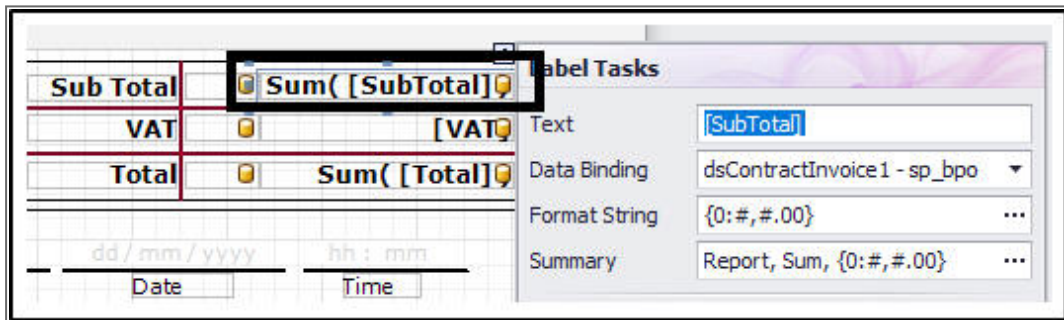 Sub Total Sum( [SubTotal]
VAT [VAT
Total Sum( [Total]
dd / mm / yyyy hh : mm
Date Time
Label Tasks
Text [SubTotal]
Data Binding dsContractInvoice1 - sp_bpo
Format String {0:#,#.00} ...
Summary Report, Sum, {0:#,#.00} ...